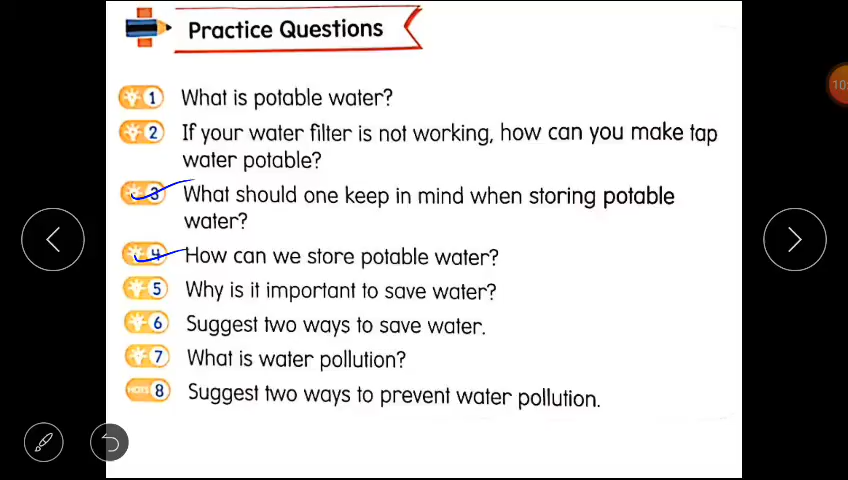 Practice Questions
1 What is potable water?
2 If your water filter is not working, how can you make tap
water potable?
3 What should one keep in mind when storing potable
water?
4 How can we store potable water?
5 Why is it important to save water?
6 Suggest two ways to save water.
7 What is water pollution?
HOTS 8 Suggest two ways to prevent water pollution.
10